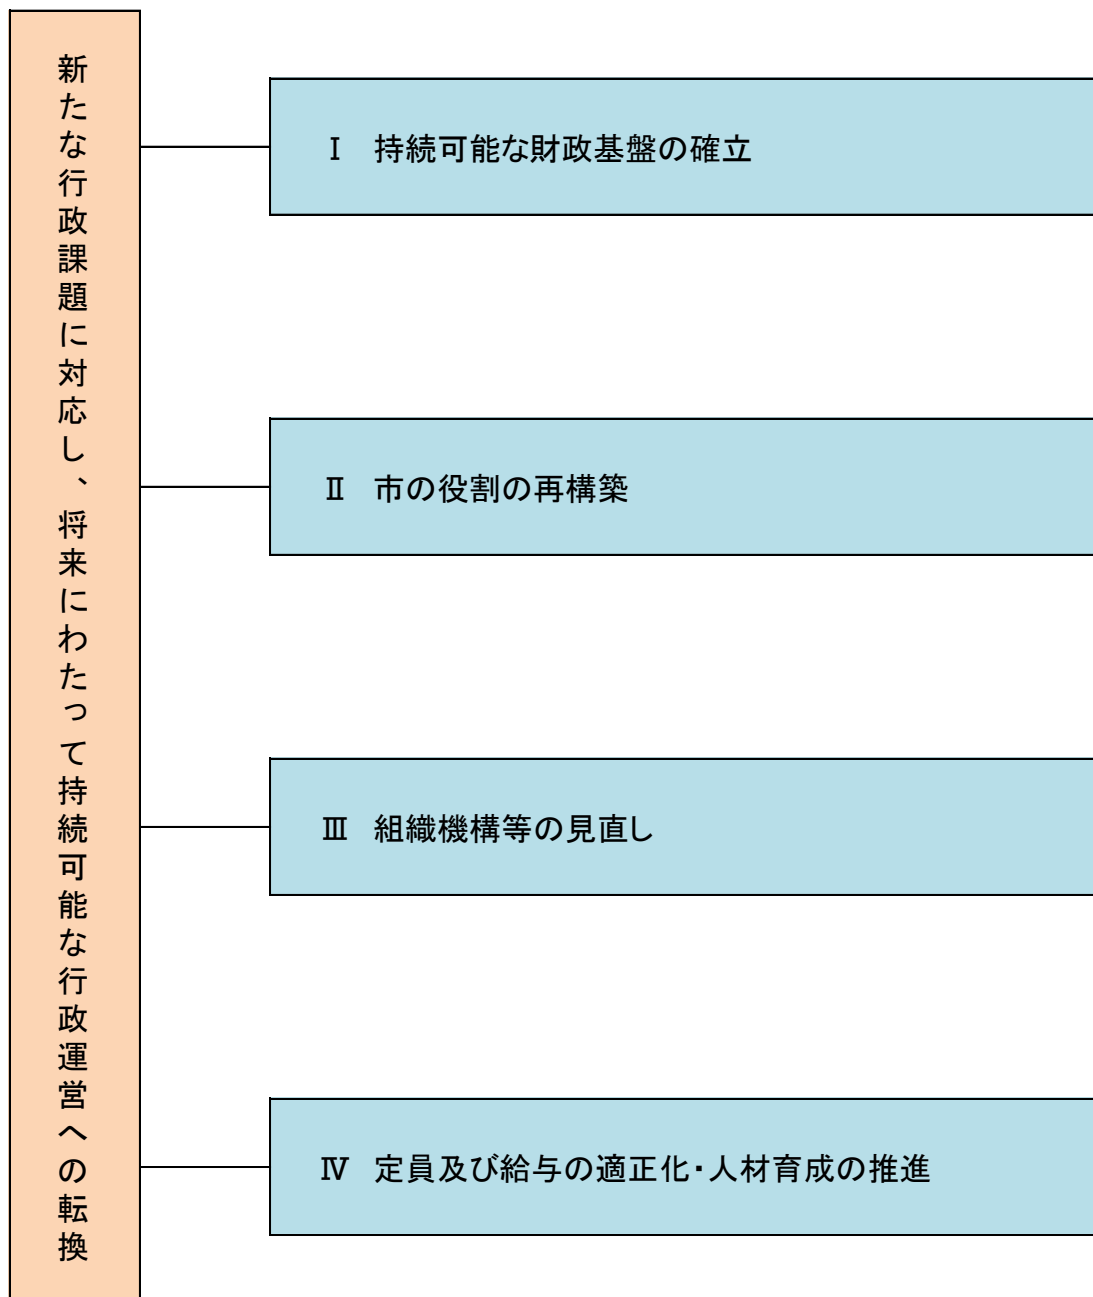 新たな行政課題に対応し、将来にわたって持続可能な行政運営への転換
Ⅰ 持続可能な財政基盤の確立
Ⅱ 市の役割の再構築
Ⅲ 組織機構等の見直し
Ⅳ 定員及び給与の適正化・人材育成の推進